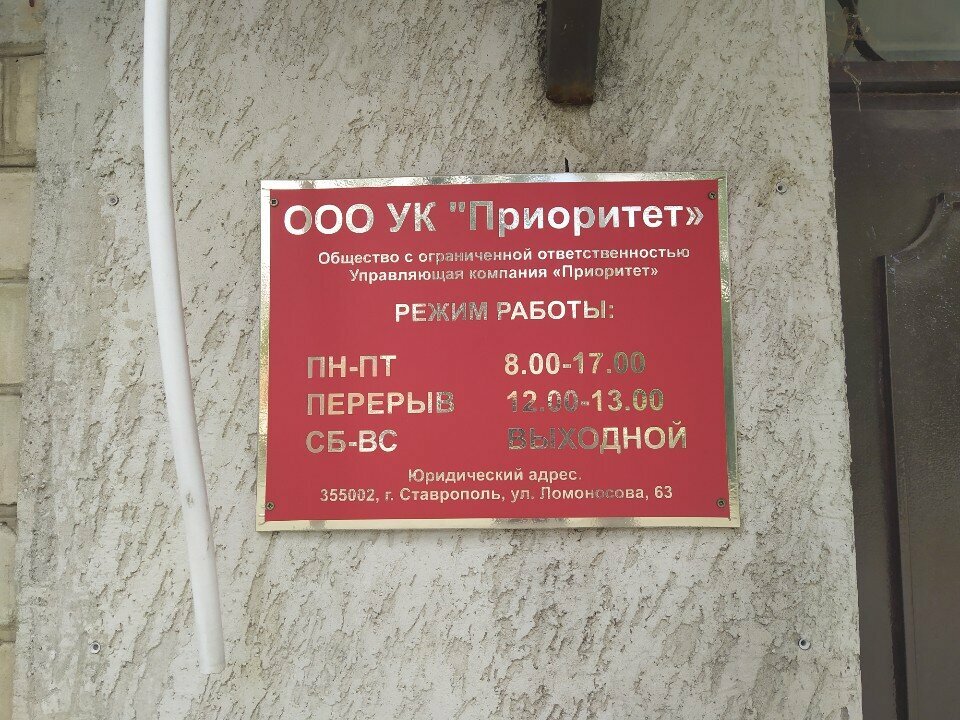 ООО УК "Приоритет»
Общество с ограниченной ответственностью
Управляющая компания «Приоритет»
РЕЖИМ РАБОТЫ:
ПН-ПТ 8.00-17.00
ПЕРЕРЫВ 12.00-13.00
СБ-ВС ВЫХОДНОЙ
Юридический адрес.
355002, г. Ставрополь, ул. Ломоносова, 63